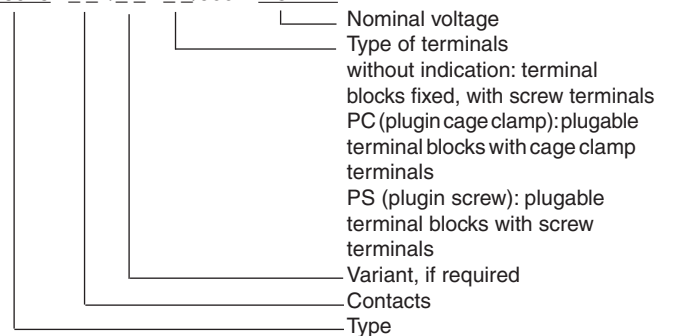 Nominal voltage
Type of terminals
without indication: terminal
blocks fixed, with screw terminals
PC (plugin cage clamp): plugable
terminal blocks with cage clamp
terminals
PS (plugin screw): plugable
terminal blocks with screw
terminals
Variant, if required
Contacts
Type